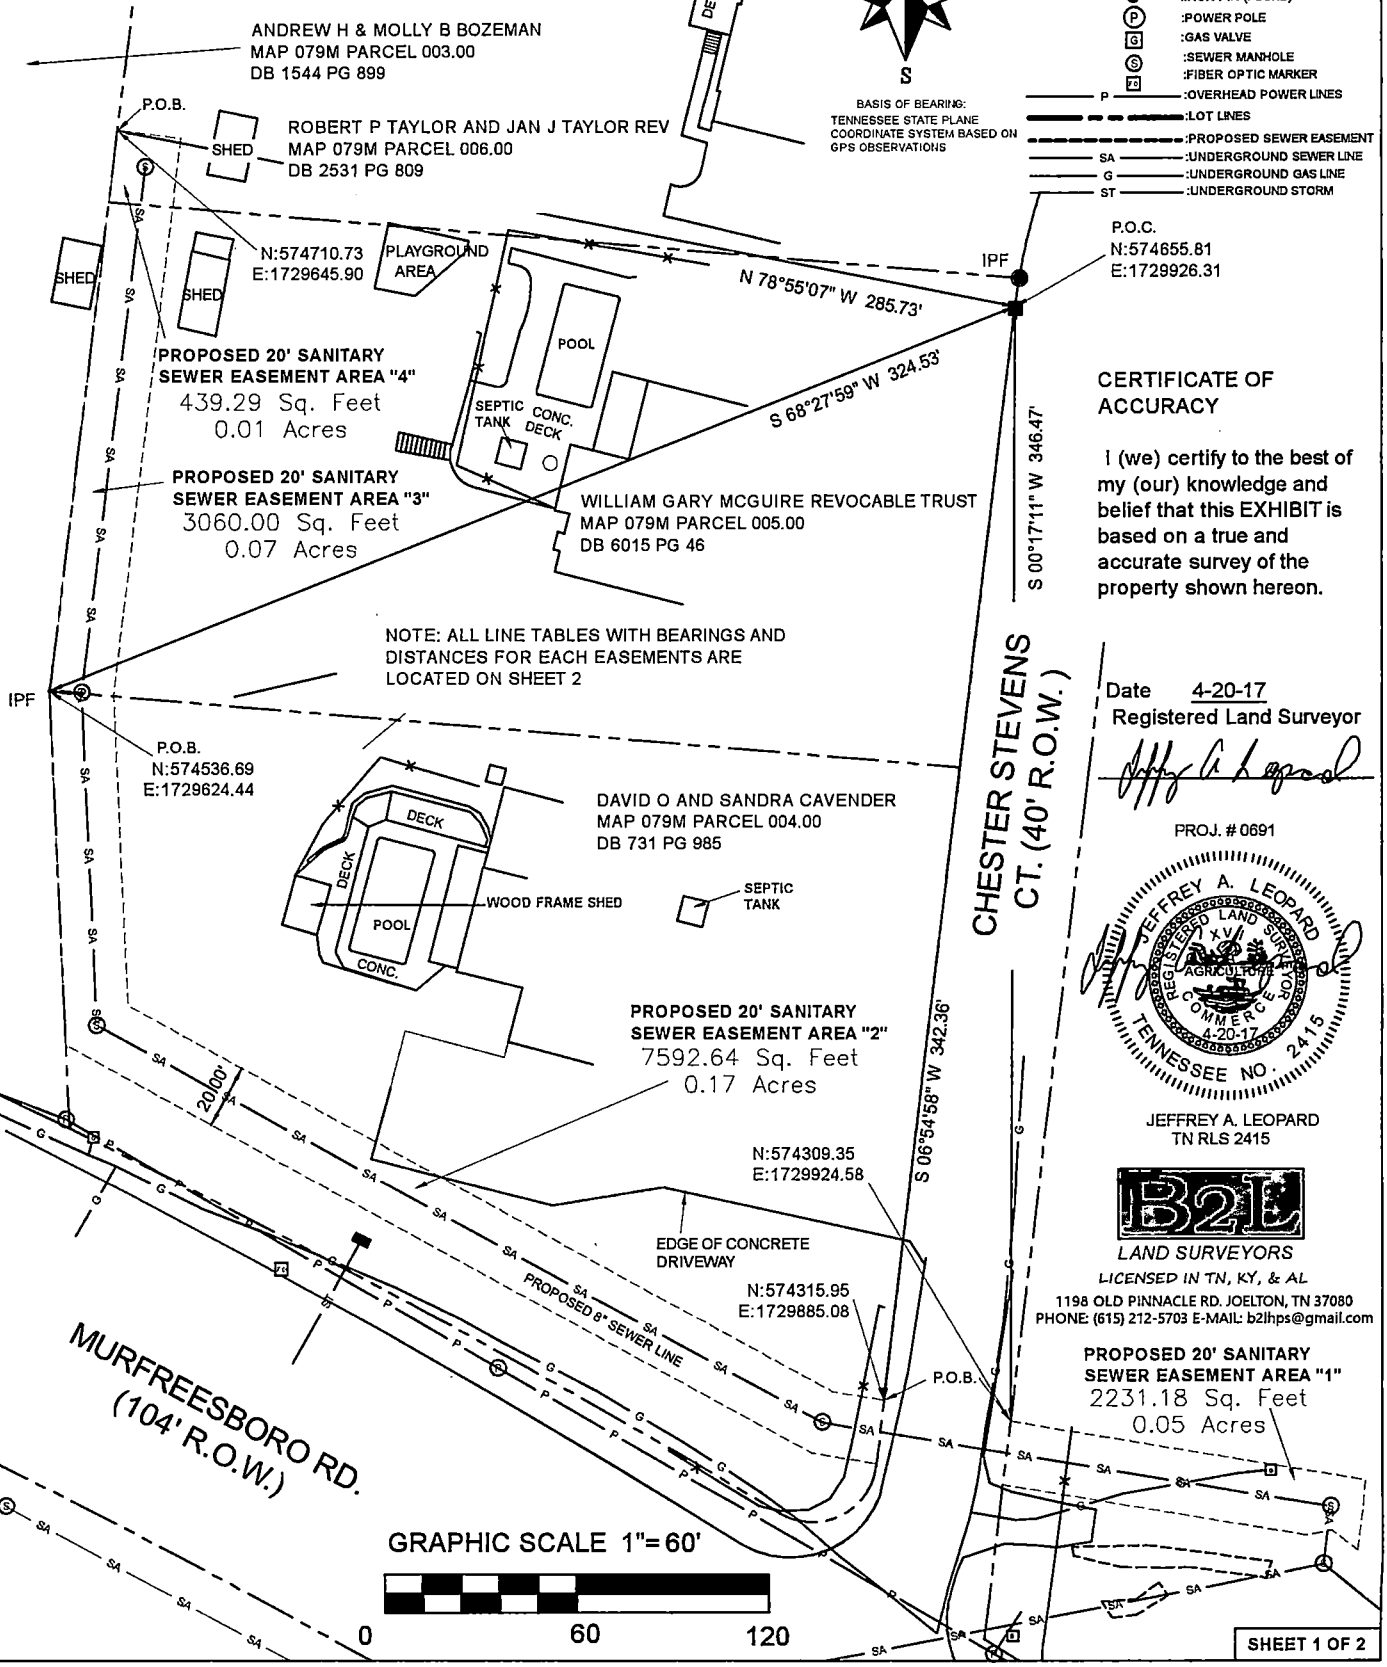 ANDREW H & MOLLY B BOZEMAN
MAP 079M PARCEL 003.00
DB 1544 PG 899
P.O.B.
SHED
ROBERT P TAYLOR AND JAN J TAYLOR REV
MAP 079M PARCEL 006.00
DB 2531 PG 809
S
BASIS OF BEARING:
TENNESSEE STATE PLANE
COORDINATE SYSTEM BASED ON
GPS OBSERVATIONS
P :POWER POLE
G :GAS VALVE
S :SEWER MANHOLE
FO :FIBER OPTIC MARKER
P :OVERHEAD POWER LINES
:LOT LINES
:PROPOSED SEWER EASEMENT
SA :UNDERGROUND SEWER LINE
G :UNDERGROUND GAS LINE
ST :UNDERGROUND STORM
P.O.C.
N:574655.81
E:1729926.31
IPF
N:574710.73
E:1729645.90
PLAYGROUND
AREA
SHED
SHED
N 78°55'07" W 285.73'
POOL
S 68°27'59" W 324.53'
PROPOSED 20' SANITARY
SEWER EASEMENT AREA "4"
439.29 Sq. Feet
0.01 Acres
SEPTIC
TANK
CONC.
DECK
S 00°17'11" W 346.47'
CERTIFICATE OF
ACCURACY
I (we) certify to the best of
my (our) knowledge and
belief that this EXHIBIT is
based on a true and
accurate survey of the
property shown hereon.
PROPOSED 20' SANITARY
SEWER EASEMENT AREA "3"
3060.00 Sq. Feet
0.07 Acres
WILLIAM GARY MCGUIRE REVOCABLE TRUST
MAP 079M PARCEL 005.00
DB 6015 PG 46
NOTE: ALL LINE TABLES WITH BEARINGS AND
DISTANCES FOR EACH EASEMENTS ARE
LOCATED ON SHEET 2
CHESTER STEVENS
CT. (40' R.O.W. )
IPF
Date 4-20-17
Registered Land Surveyor
P.O.B.
N:574536.69
E:1729624.44
DAVID O AND SANDRA CAVENDER
MAP 079M PARCEL 004.00
DB 731 PG 985
DECK
DECK
POOL
CONC.
WOOD FRAME SHED
SEPTIC
TANK
PROJ. # 0691
JEFFREY A. LEOPARD
REGISTERED LAND SURVEYOR
XVI
AGRICULTURE
COMMERCE
4-20-17
TENNESSEE NO. 2415
JEFFREY A. LEOPARD
TN RLS 2415
PROPOSED 20' SANITARY
SEWER EASEMENT AREA "2"
7592.64 Sq. Feet
0.17 Acres
S 06°54'58" W 342.36'
20.00'
N:574309.35
E:1729924.58
B2L
LAND SURVEYORS
LICENSED IN TN, KY, & AL
1198 OLD PINNACLE RD. JOELTON, TN 37080
PHONE: (615) 212-5703 E-MAIL: b2lhps@gmail.com
EDGE OF CONCRETE
DRIVEWAY
N:574315.95
E:1729885.08
PROPOSED 8" SEWER LINE
P.O.B.
PROPOSED 20' SANITARY
SEWER EASEMENT AREA "1"
2231.18 Sq. Feet
0.05 Acres
MURFREESBORO RD.
(104' R.O.W.)
GRAPHIC SCALE 1"= 60'
0 60 120
SHEET 1 OF 2